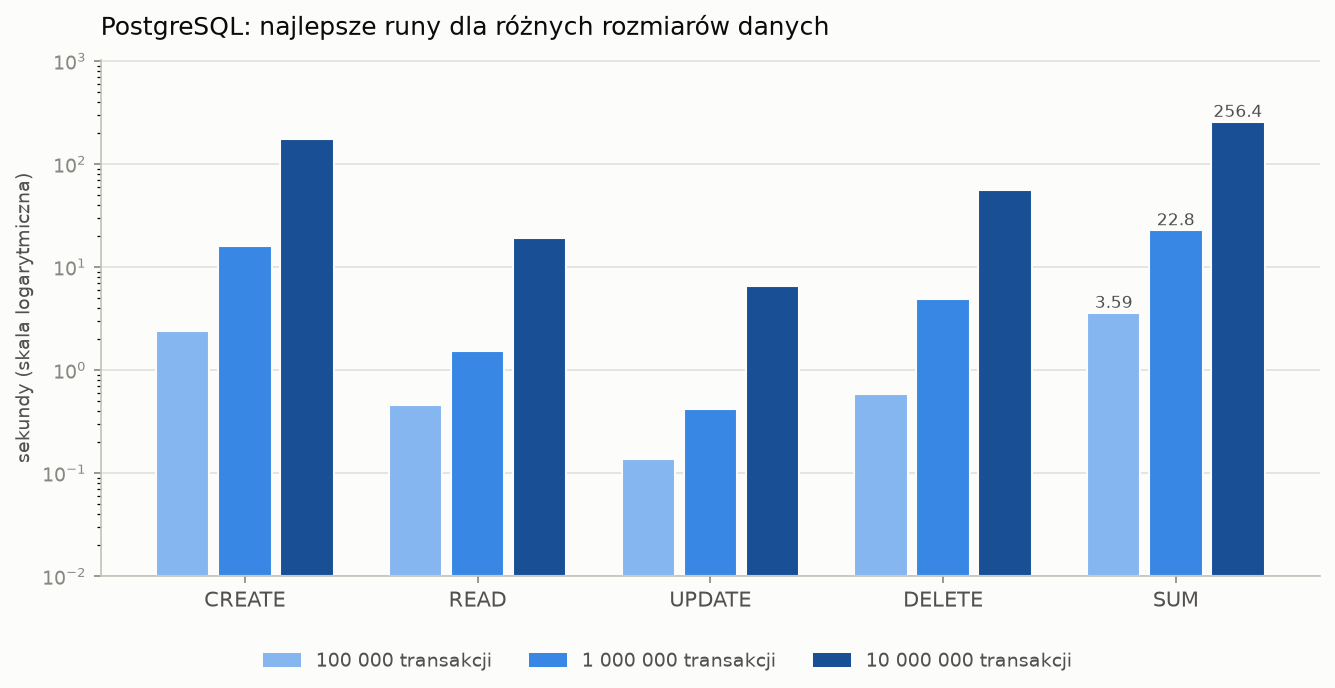 PostgreSQL: najlepsze runy dla różnych rozmiarów danych
sekundy (skala logarytmiczna)
10³
10²
10¹
10⁰
10⁻¹
10⁻²
256.4
22.8
3.59
CREATE READ UPDATE DELETE SUM
100 000 transakcji 1 000 000 transakcji 10 000 000 transakcji